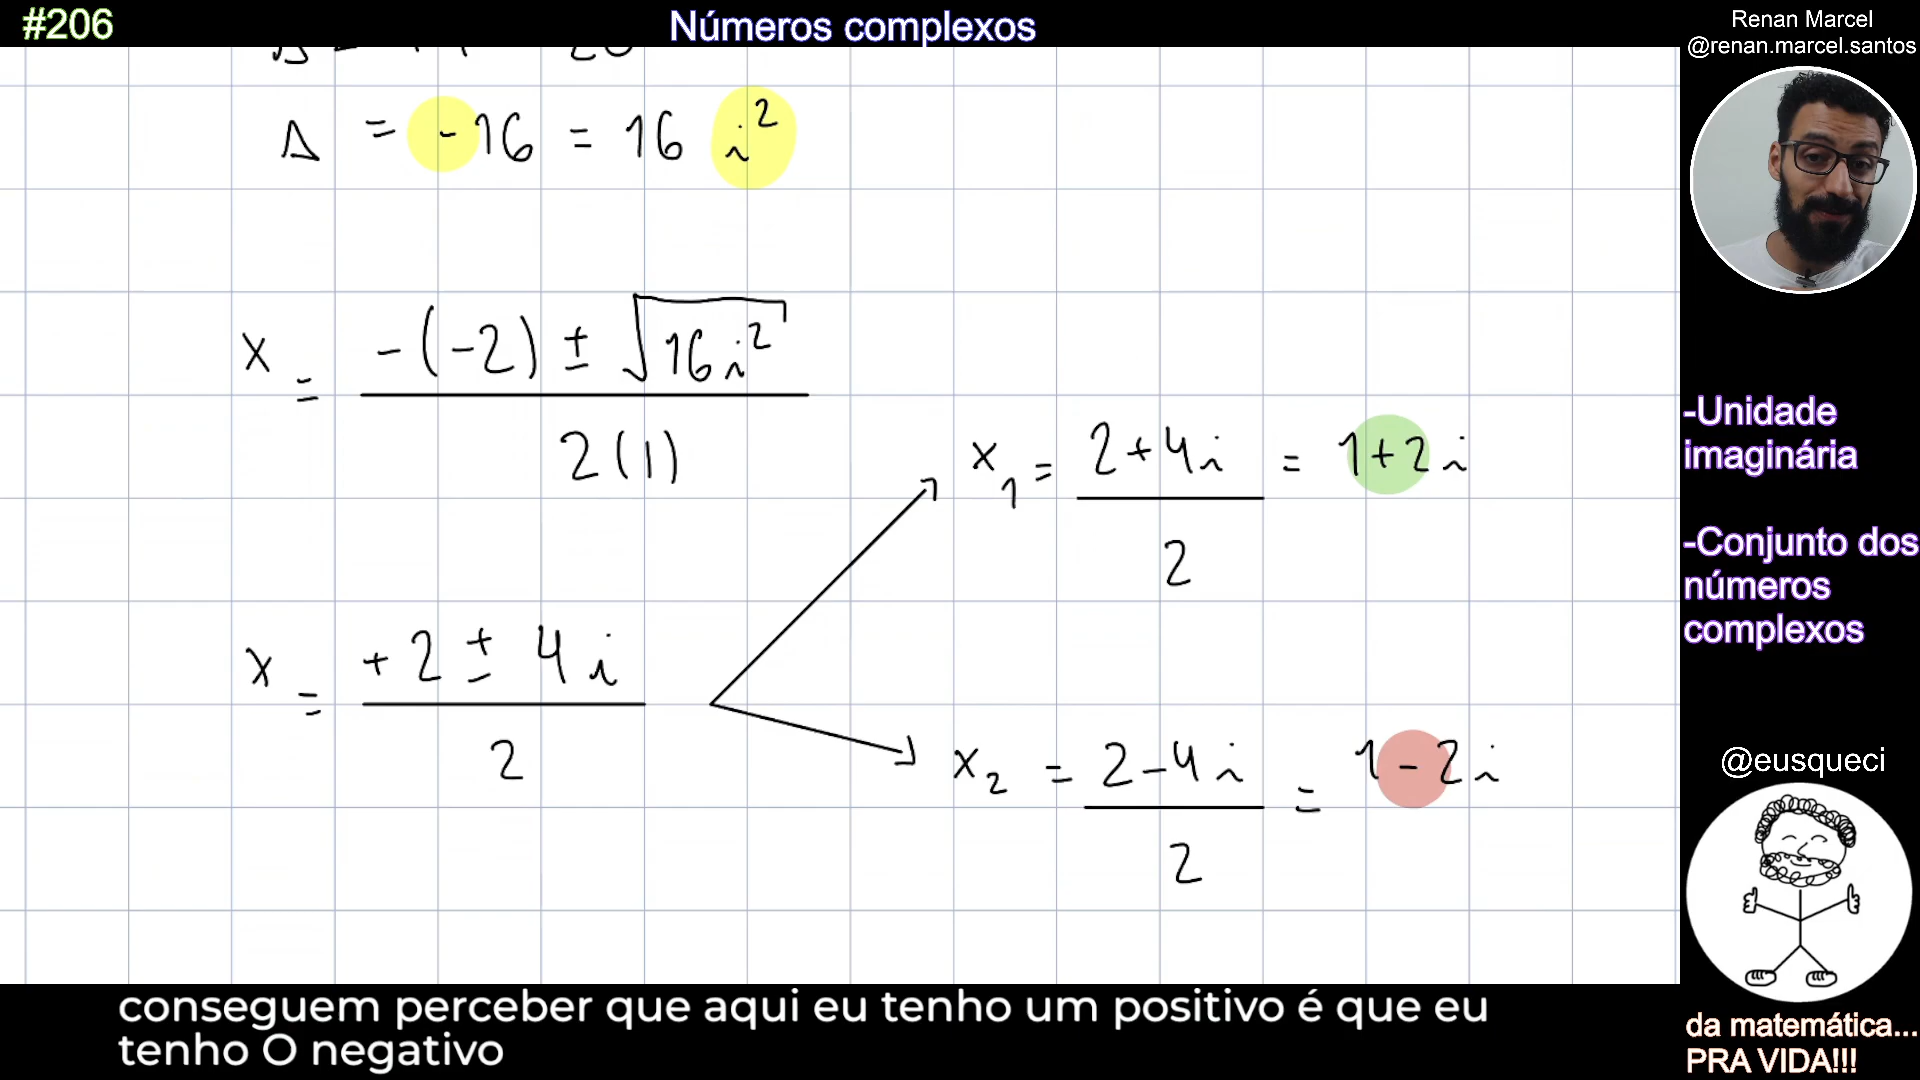 #206
Números complexos
Renan Marcel
@renan.marcel.santos
Δ = -16 = 16 i²
x = -(-2) ± √16i²
2(1)
x₁ = 2+4i = 1+2i
2
x = +2 ± 4i
2
x₂ = 2-4i = 1-2i
2
-Unidade
imaginária
-Conjunto dos
números
complexos
@eusqueci
da matemática...
PRA VIDA!!!
conseguem perceber que aqui eu tenho um positivo é que eu
tenho O negativo